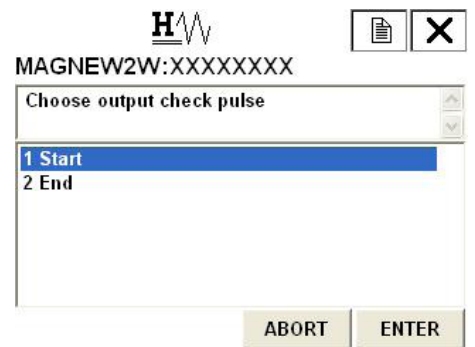 H
MAGNEW2W:XXXXXXXX
Choose output check pulse
1 Start
2 End
ABORT
ENTER